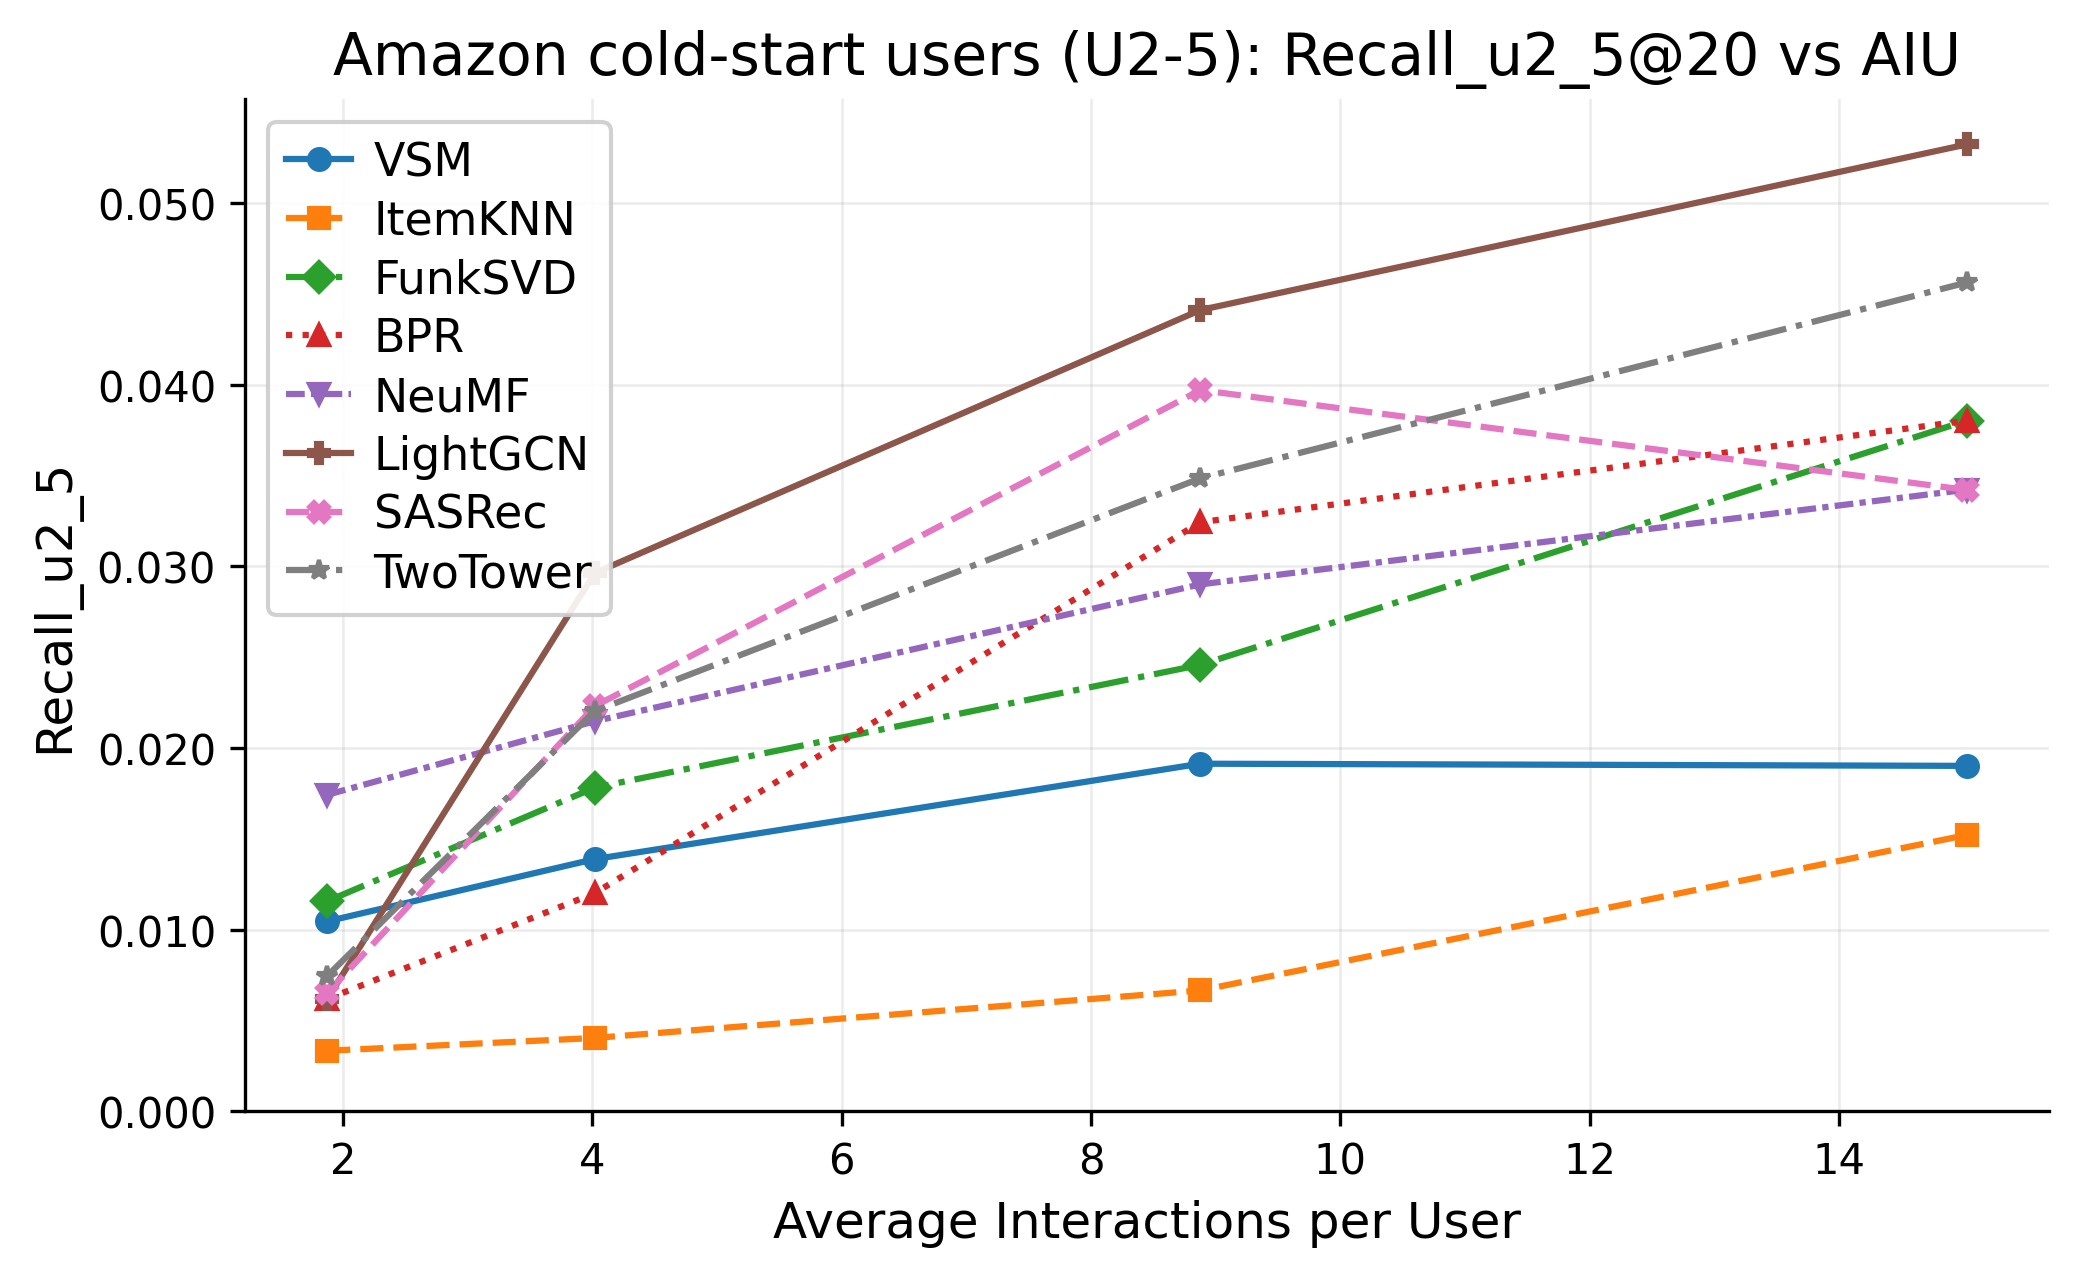 Amazon cold-start users (U2-5): Recall_u2_5@20 vs AIU
VSM
ItemKNN
FunkSVD
BPR
NeuMF
LightGCN
SASRec
TwoTower
Recall_u2_5
0.050
0.040
0.030
0.020
0.010
0.000
2 4 6 8 10 12 14
Average Interactions per User